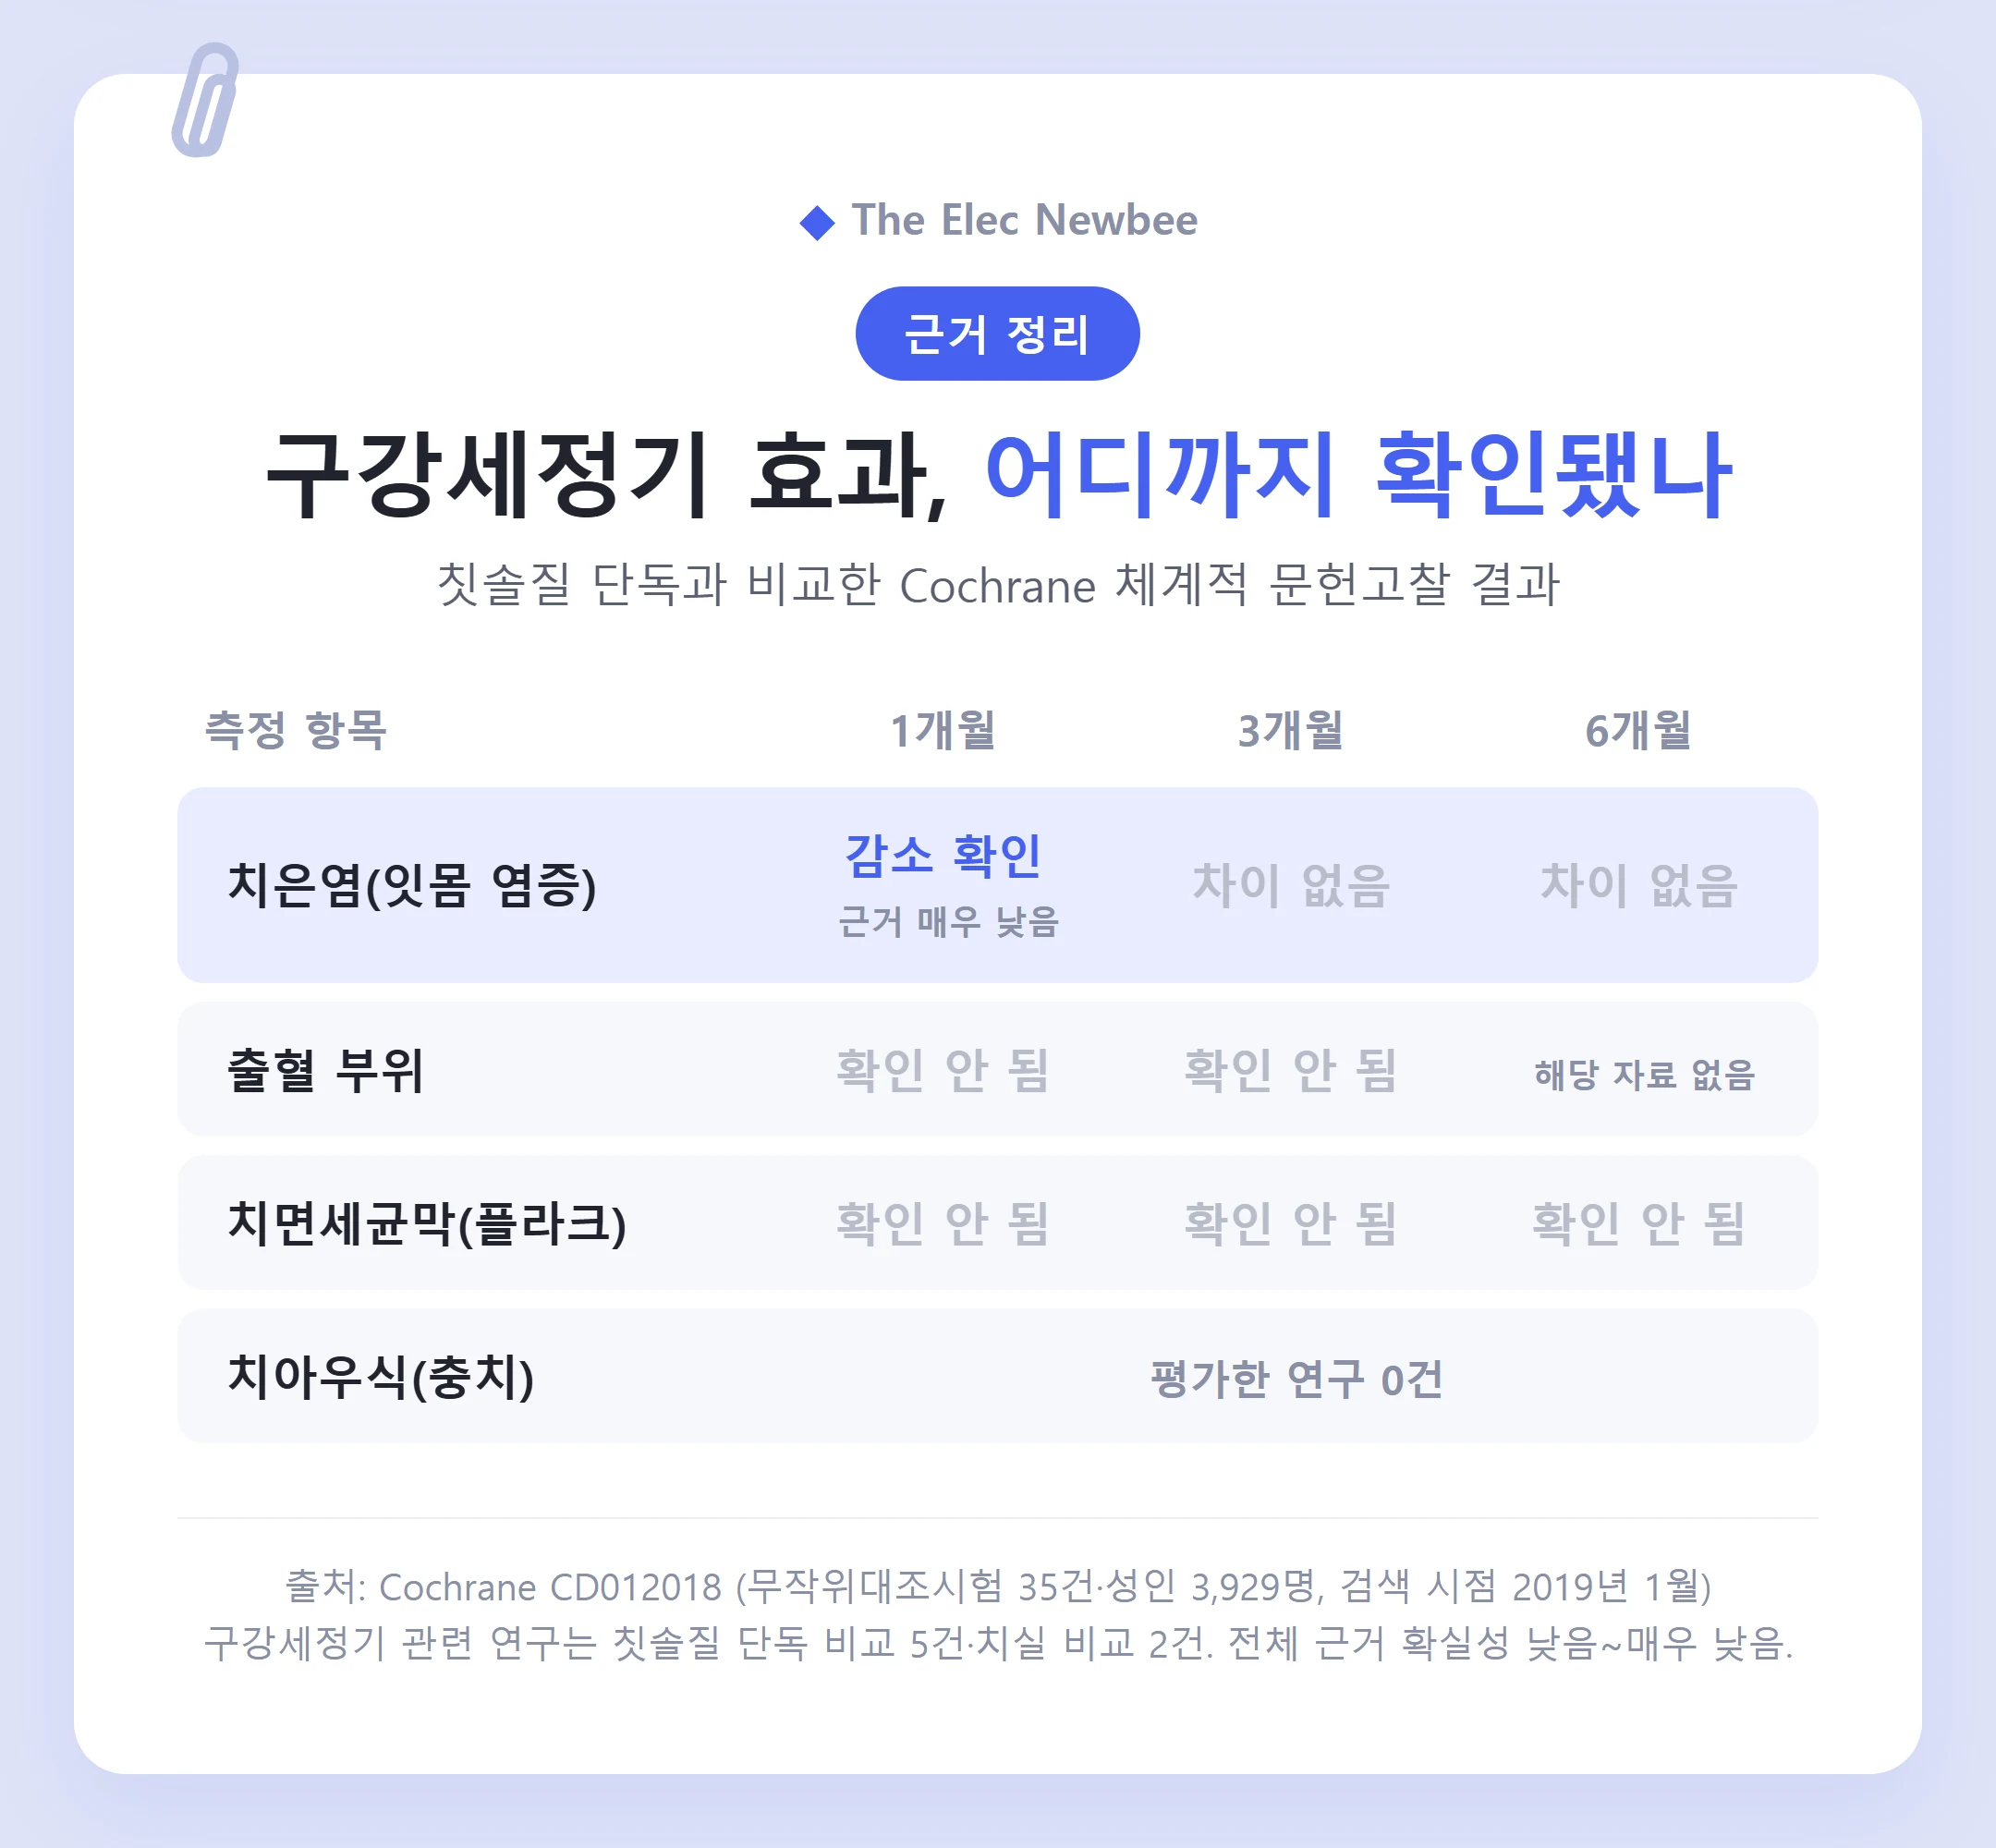 The Elec Newbee
근거 정리
구강세정기 효과, 어디까지 확인됐나
칫솔질 단독과 비교한 Cochrane 체계적 문헌고찰 결과
측정 항목 1개월 3개월 6개월
치은염(잇몸 염증) 감소 확인 차이 없음 차이 없음
근거 매우 낮음
출혈 부위 확인 안 됨 확인 안 됨 해당 자료 없음
치면세균막(플라크) 확인 안 됨 확인 안 됨 확인 안 됨
치아우식(충치) 평가한 연구 0건
출처: Cochrane CD012018 (무작위대조시험 35건·성인 3,929명, 검색 시점 2019년 1월)
구강세정기 관련 연구는 칫솔질 단독 비교 5건·치실 비교 2건. 전체 근거 확실성 낮음~매우 낮음.